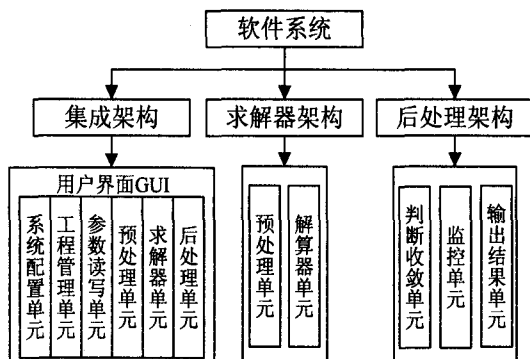 软件系统
集成架构
求解器架构
后处理架构
用户界面GUI
系统配置单元
工程管理单元
参数读写单元
预处理单元
求解器单元
后处理单元
预处理单元
解算器单元
判断收敛单元
监控单元
输出结果单元